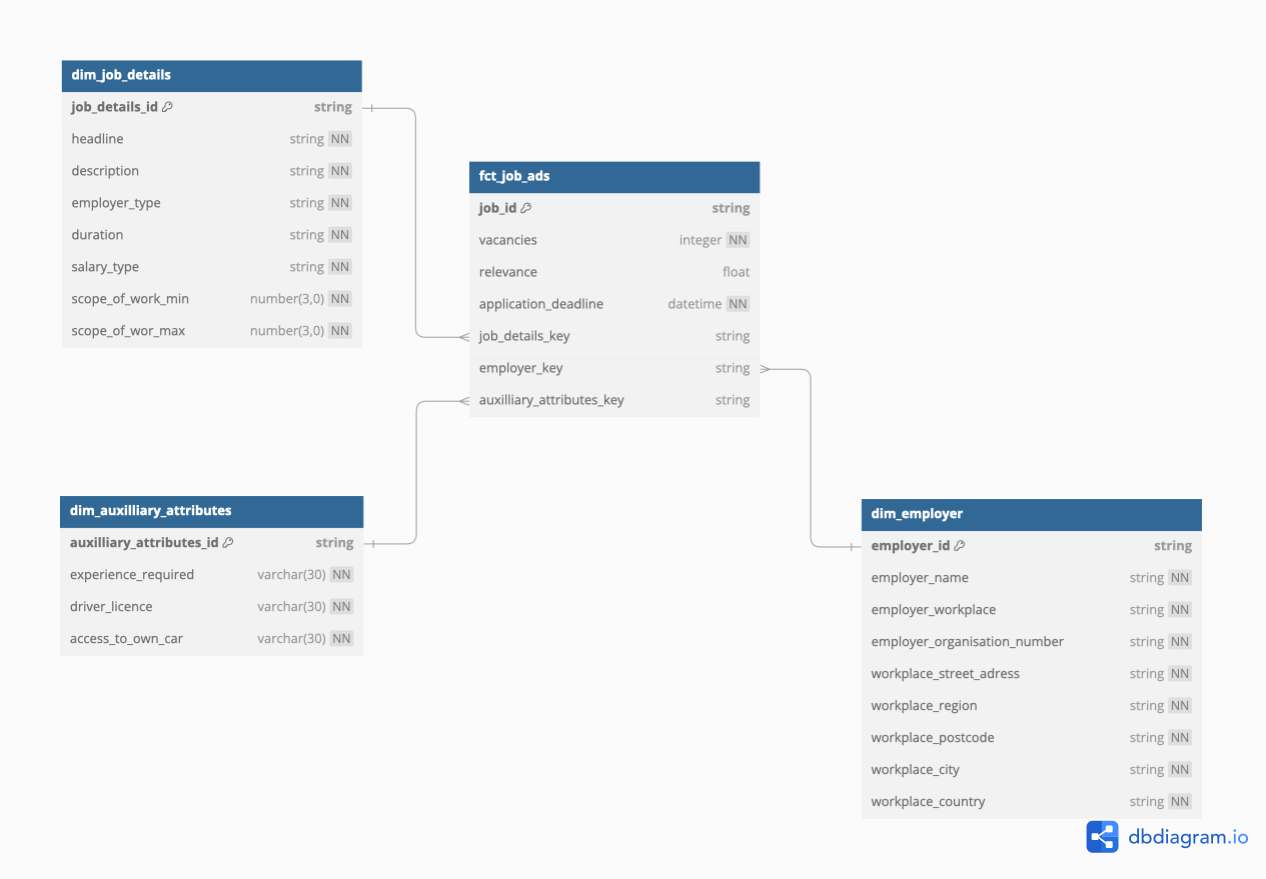 dim_job_details
job_details_id string
headline string NN
description string NN
employer_type string NN
duration string NN
salary_type string NN
scope_of_work_min number(3,0) NN
scope_of_wor_max number(3,0) NN
fct_job_ads
job_id string
vacancies integer NN
relevance float
application_deadline datetime NN
job_details_key string
employer_key string
auxilliary_attributes_key string
dim_auxilliary_attributes
auxilliary_attributes_id string
experience_required varchar(30) NN
driver_licence varchar(30) NN
access_to_own_car varchar(30) NN
dim_employer
employer_id string
employer_name string NN
employer_workplace string NN
employer_organisation_number string NN
workplace_street_adress string NN
workplace_region string NN
workplace_postcode string NN
workplace_city string NN
workplace_country string NN
dbdiagram.io